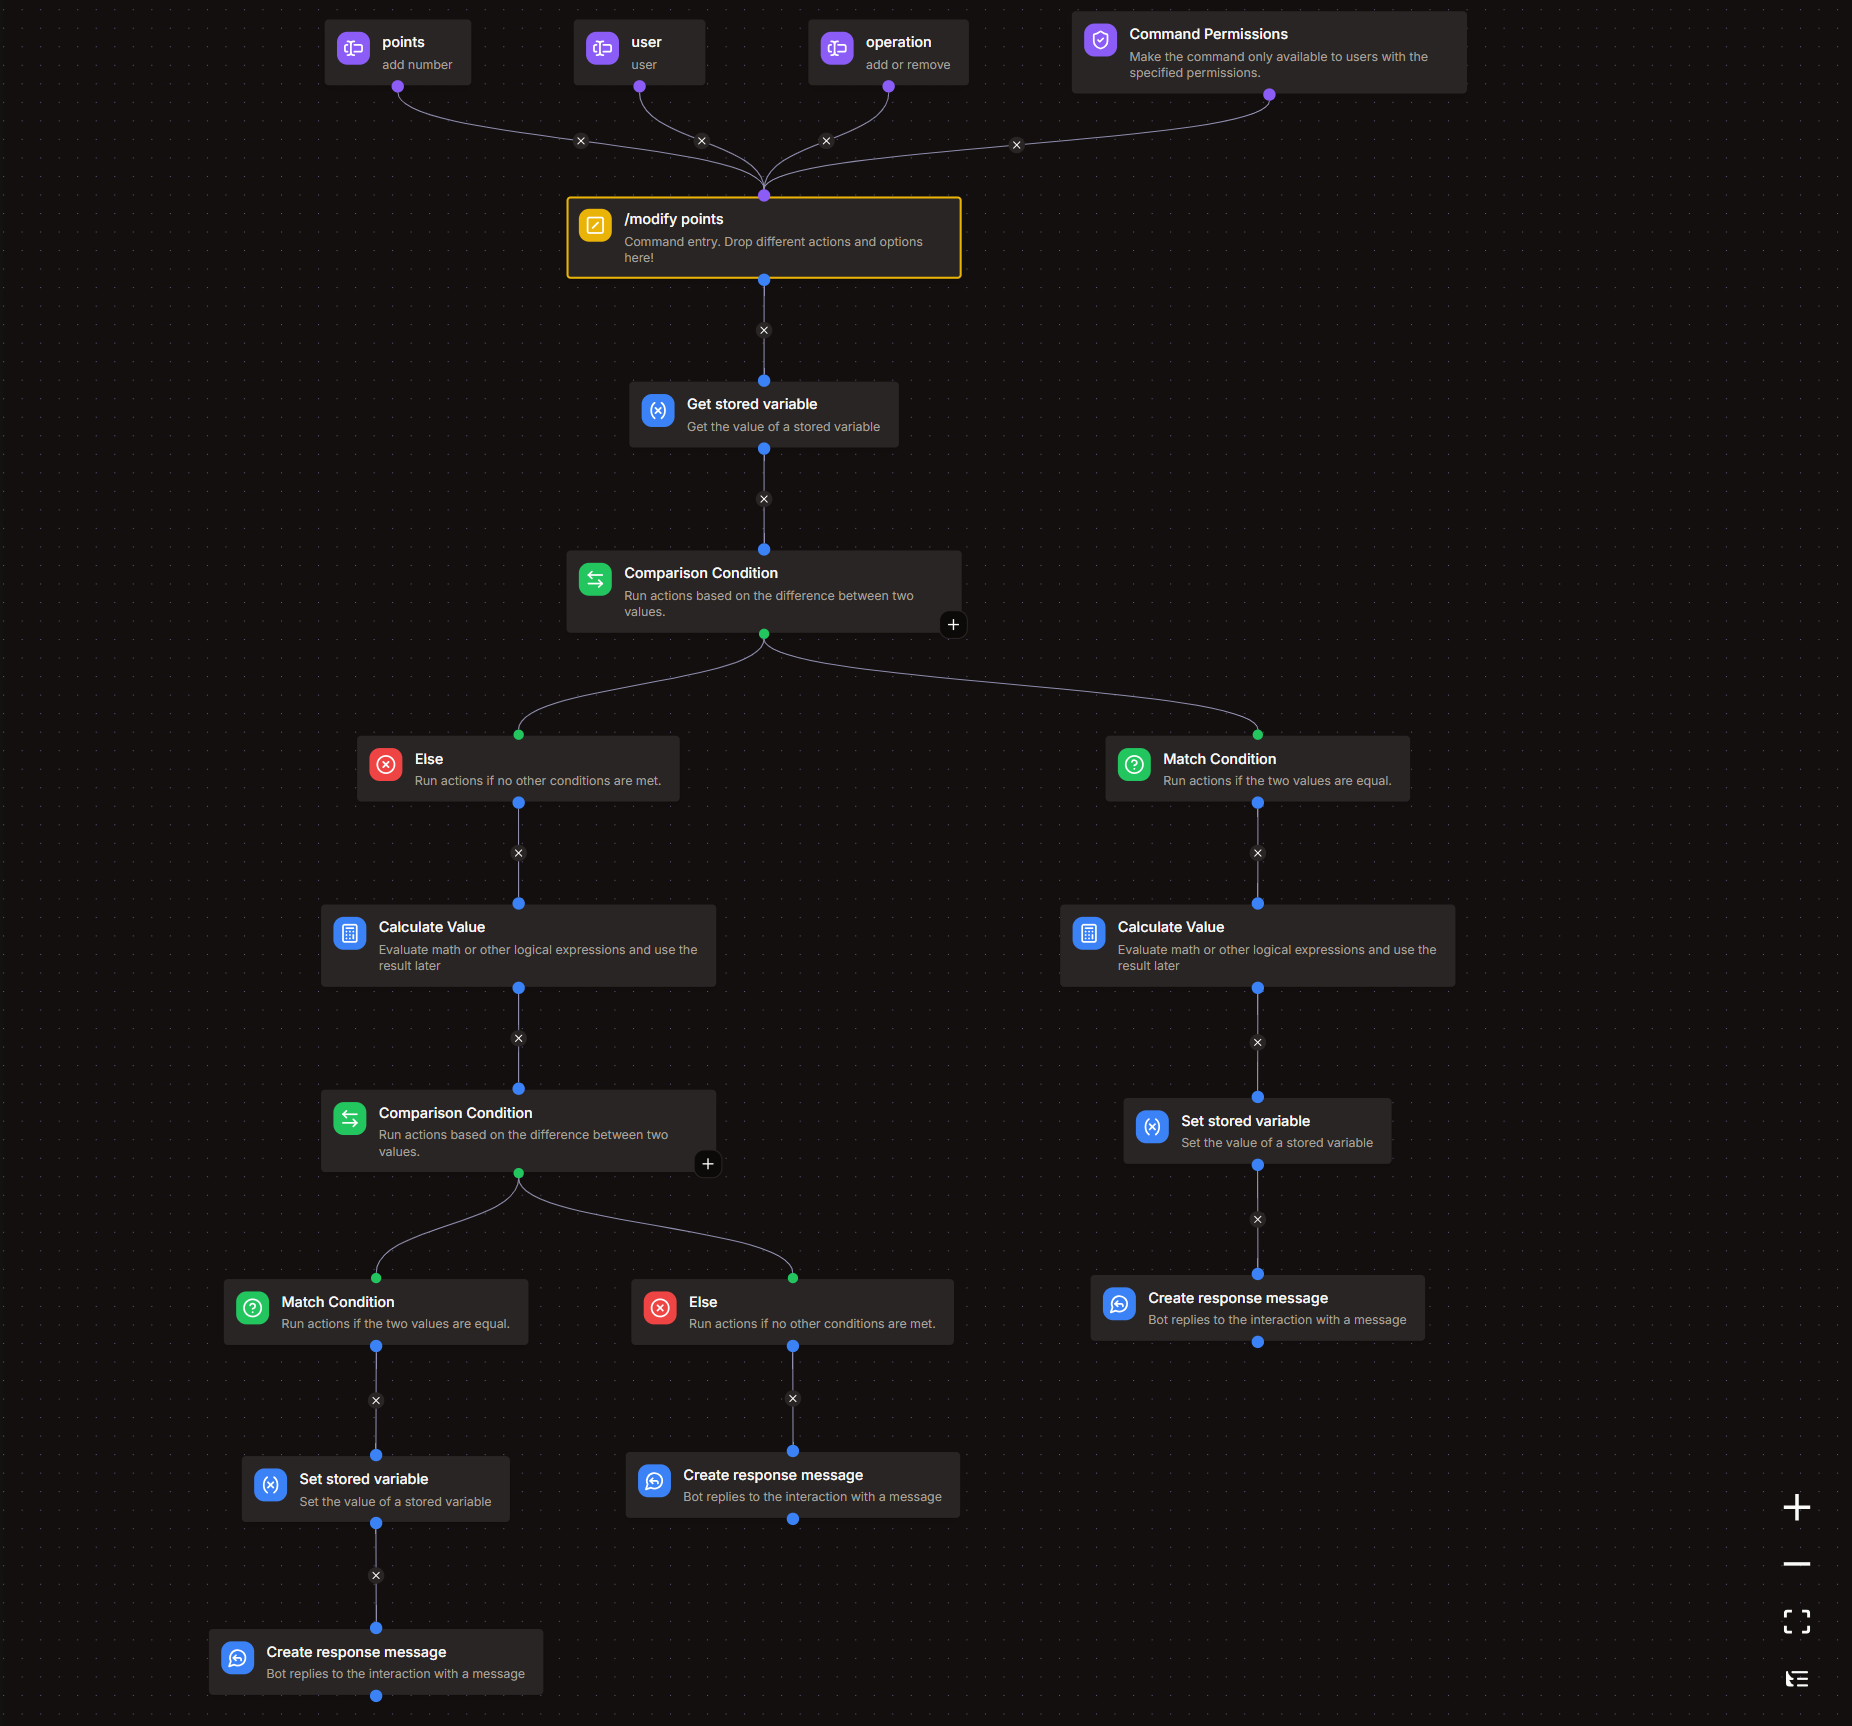 points
add number
user
user
operation
add or remove
Command Permissions
Make the command only available to users with the
specified permissions.
/modify points
Command entry. Drop different actions and options
here!
Get stored variable
Get the value of a stored variable
Comparison Condition
Run actions based on the difference between two
values.
Else
Run actions if no other conditions are met.
Match Condition
Run actions if the two values are equal.
Calculate Value
Evaluate math or other logical expressions and use the
result later
Calculate Value
Evaluate math or other logical expressions and use the
result later
Comparison Condition
Run actions based on the difference between two
values.
Set stored variable
Set the value of a stored variable
Match Condition
Run actions if the two values are equal.
Else
Run actions if no other conditions are met.
Create response message
Bot replies to the interaction with a message
Set stored variable
Set the value of a stored variable
Create response message
Bot replies to the interaction with a message
Create response message
Bot replies to the interaction with a message